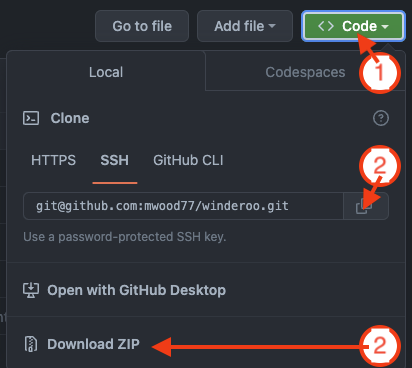 Go to file
Add file
<> Code
1
Local
Codespaces
Clone
?
HTTPS
SSH
GitHub CLI
2
git@github.com:mwood77/winderoo.git
Use a password-protected SSH key.
Open with GitHub Desktop
Download ZIP
2